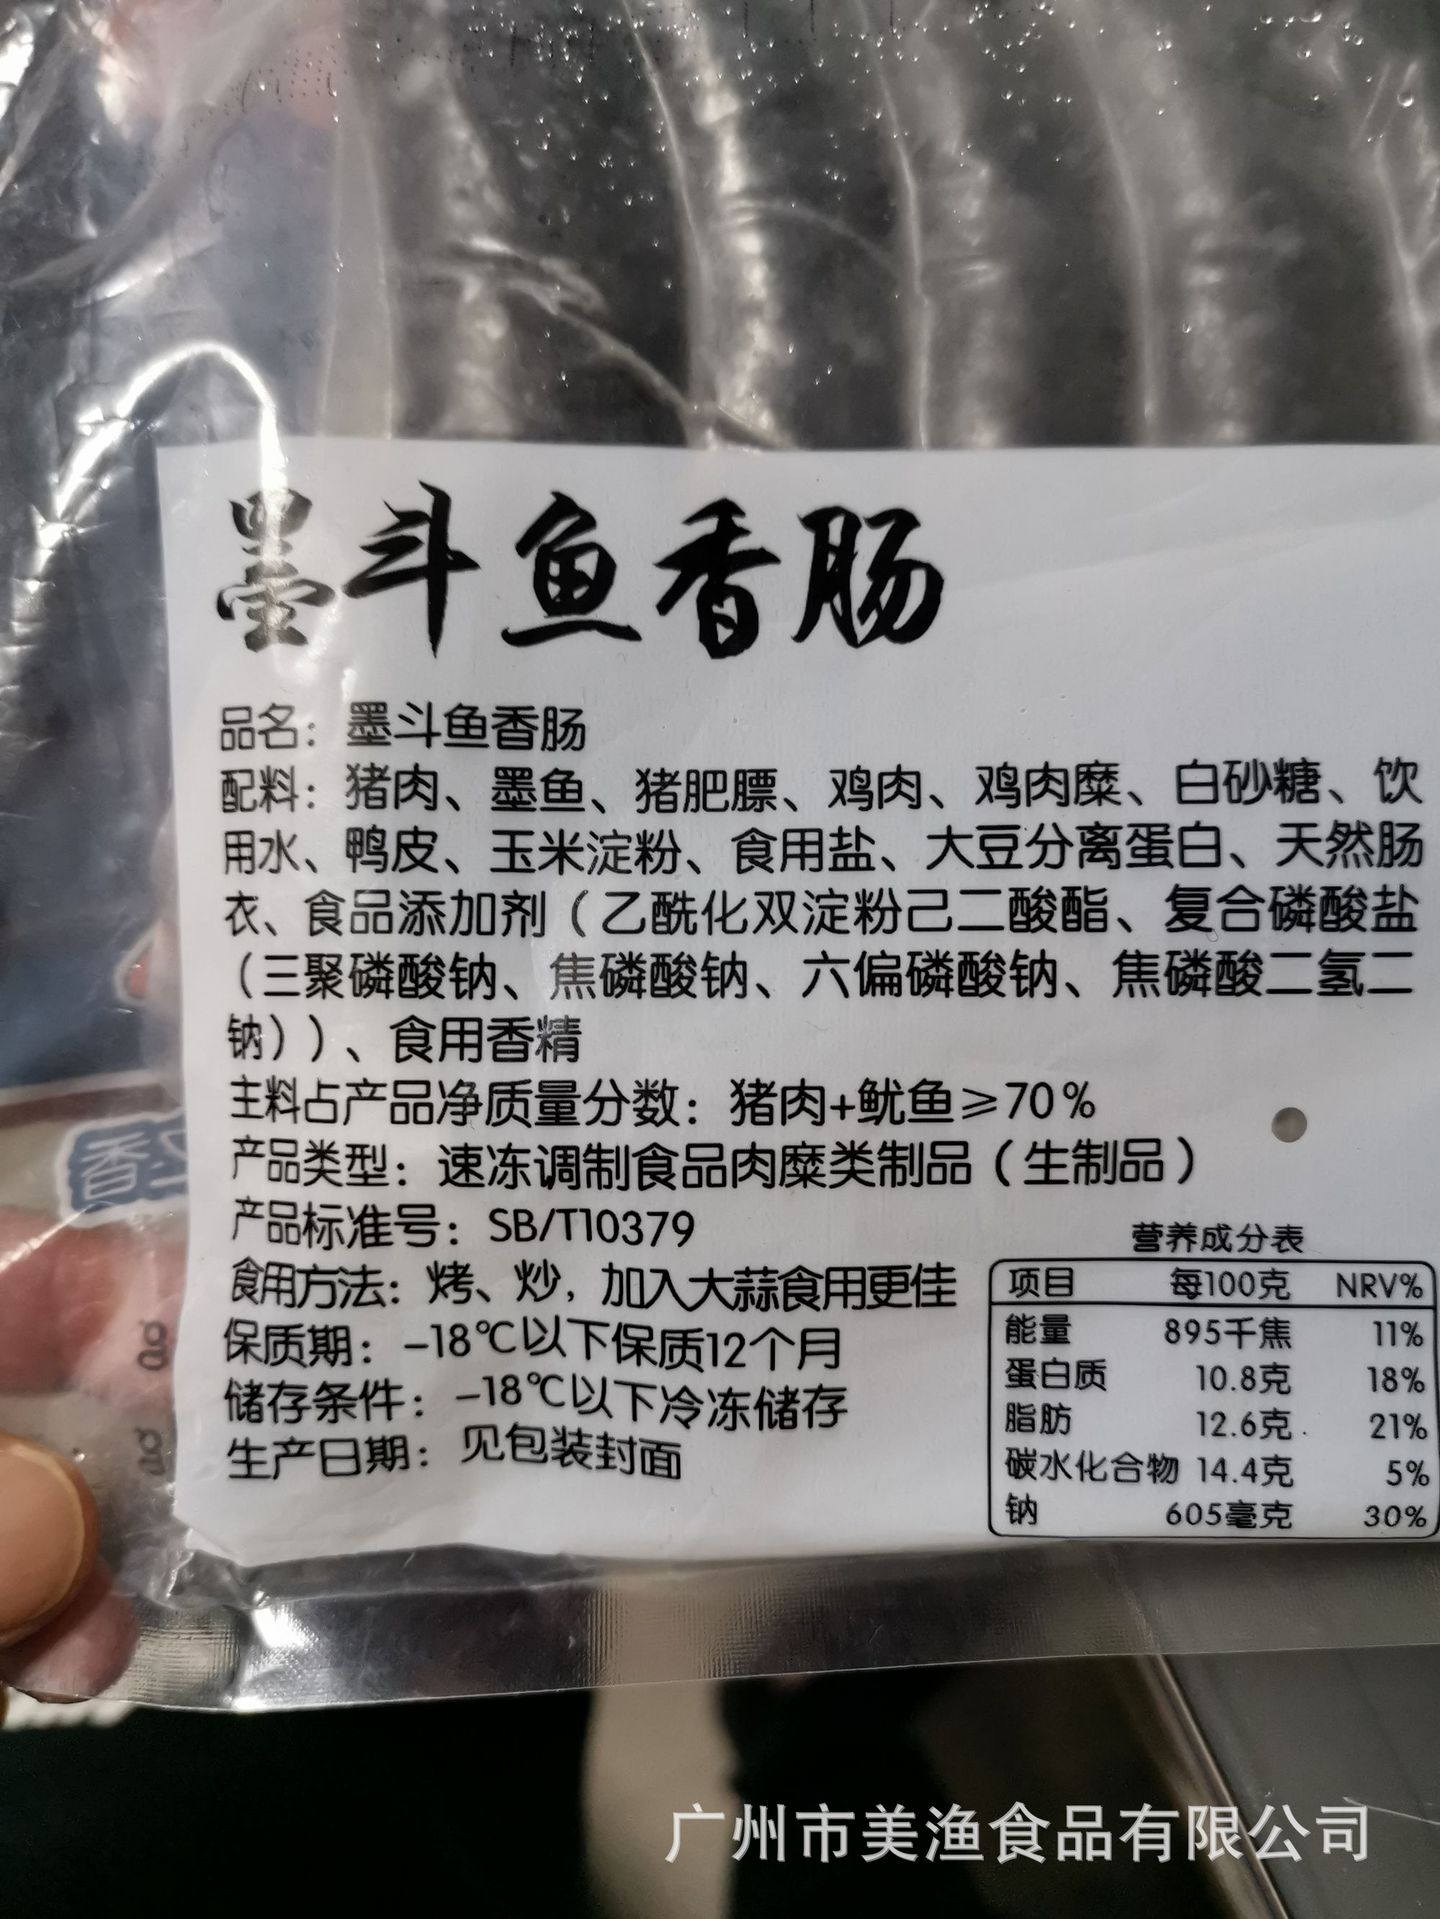 墨斗鱼香肠
品名：墨斗鱼香肠
配料：猪肉、墨鱼、猪肥膘、鸡肉、鸡肉糜、白砂糖、饮
用水、鸭皮、玉米淀粉、食用盐、大豆分离蛋白、天然肠
衣、食品添加剂（乙酰化双淀粉己二酸酯、复合磷酸盐
（三聚磷酸钠、焦磷酸钠、六偏磷酸钠、焦磷酸二氢二
钠））、食用香精
主料占产品净质量分数：猪肉+鱿鱼≥70%
产品类型：速冻调制食品肉糜类制品（生制品）
产品标准号：SB/T10379
食用方法：烤、炒，加入大蒜食用更佳
保质期：-18℃以下保质12个月
储存条件：-18℃以下冷冻储存
生产日期：见包装封面
营养成分表
项目 每100克 NRV%
能量 895千焦 11%
蛋白质 10.8克 18%
脂肪 12.6克 21%
碳水化合物 14.4克 5%
钠 605毫克 30%
香
g
g
广州市美渔食品有限公司